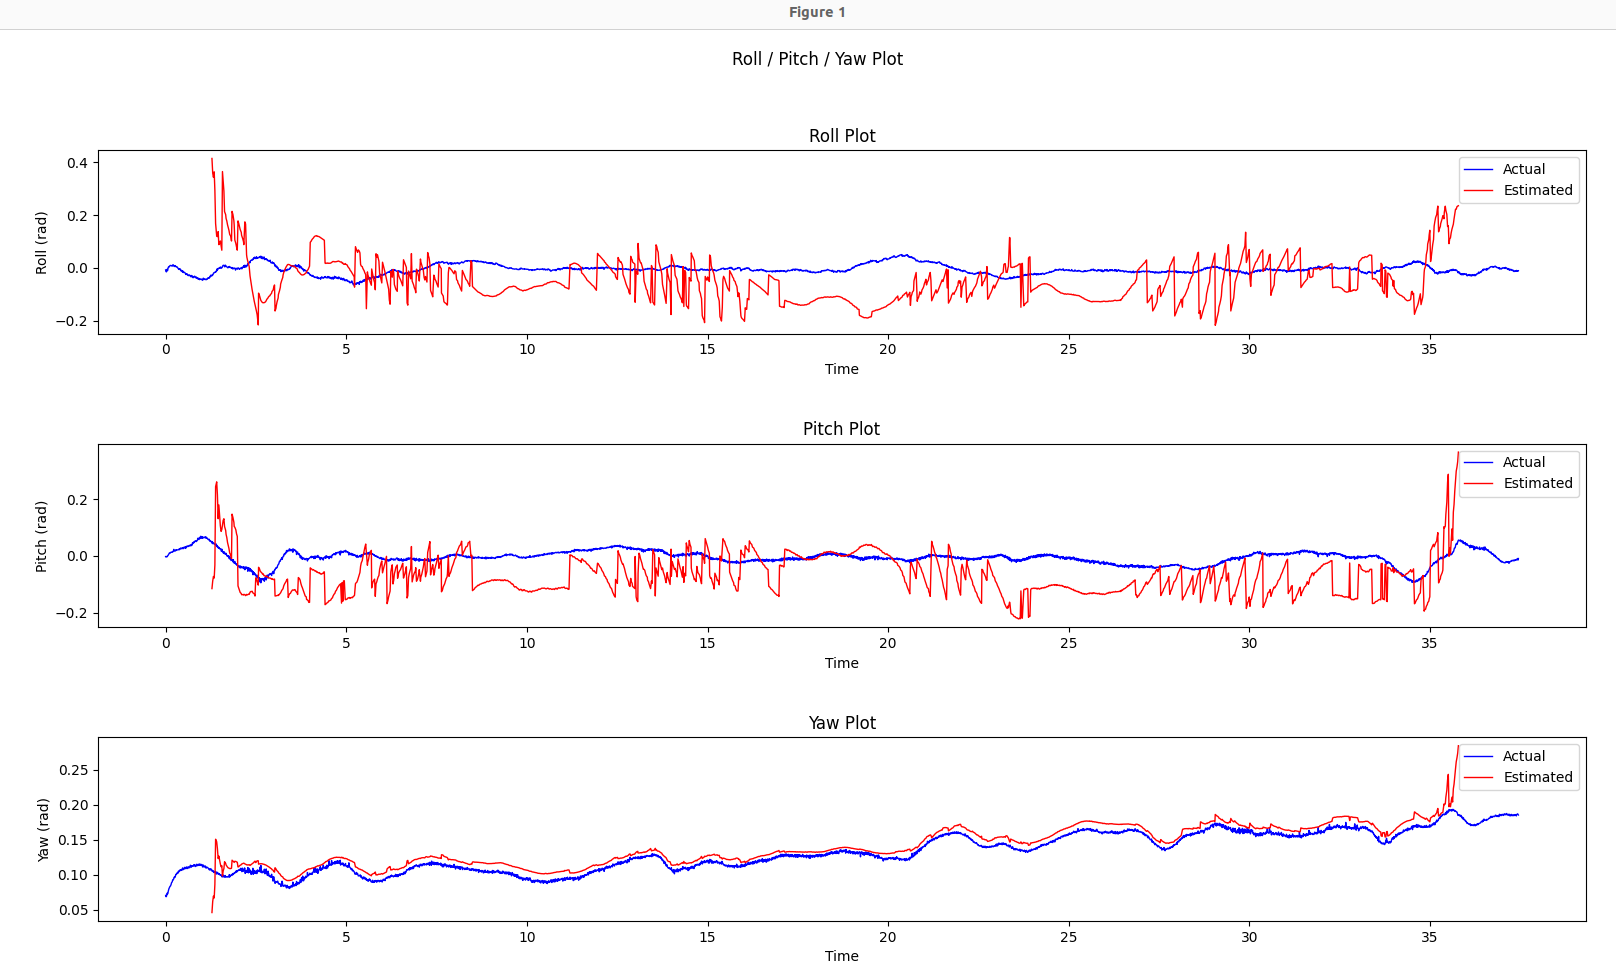 Figure 1
Roll / Pitch / Yaw Plot
Roll Plot
Roll (rad)
0.4
0.2
0.0
−0.2
Actual
Estimated
0 5 10 15 20 25 30 35
Time
Pitch Plot
Pitch (rad)
0.2
0.0
−0.2
Actual
Estimated
0 5 10 15 20 25 30 35
Time
Yaw Plot
Yaw (rad)
0.25
0.20
0.15
0.10
0.05
Actual
Estimated
0 5 10 15 20 25 30 35
Time